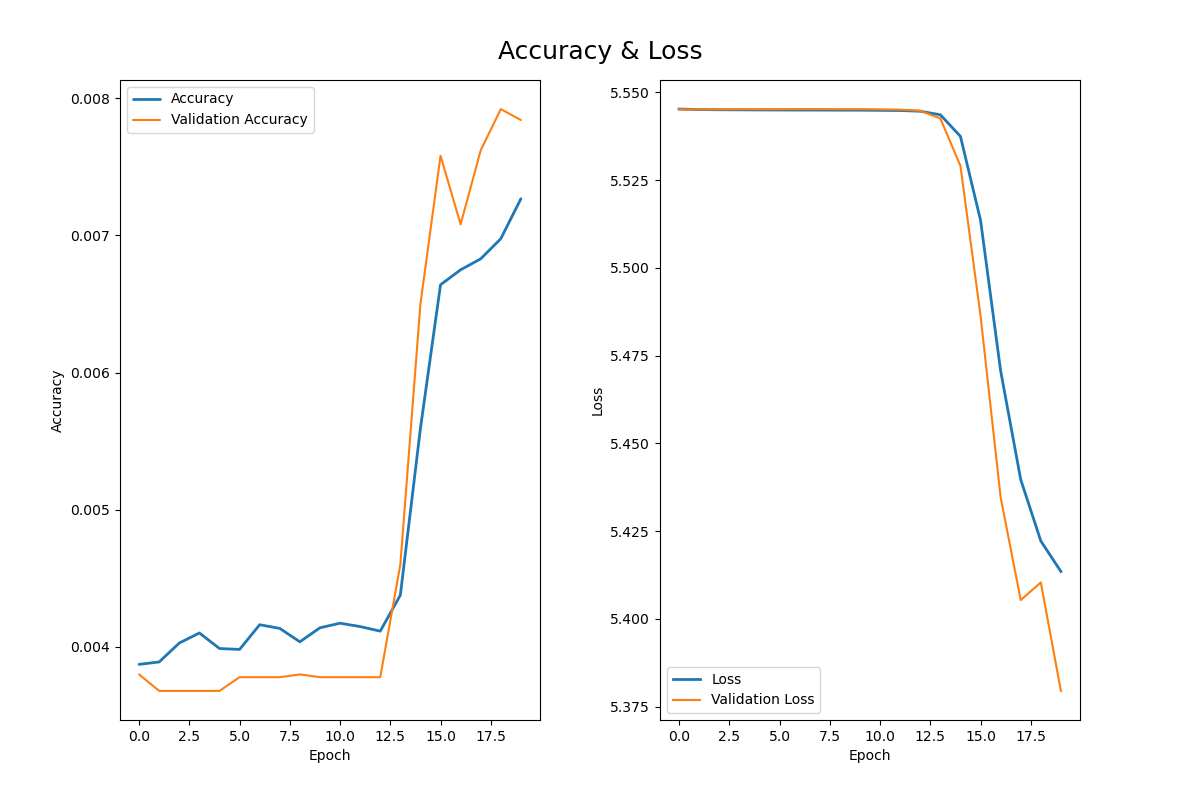 Accuracy & Loss
Accuracy
Validation Accuracy
0.008
0.007
0.006
0.005
0.004
Accuracy
0.0 2.5 5.0 7.5 10.0 12.5 15.0 17.5
Epoch
5.550
5.525
5.500
5.475
5.450
5.425
5.400
5.375
Loss
Loss
Validation Loss
0.0 2.5 5.0 7.5 10.0 12.5 15.0 17.5
Epoch